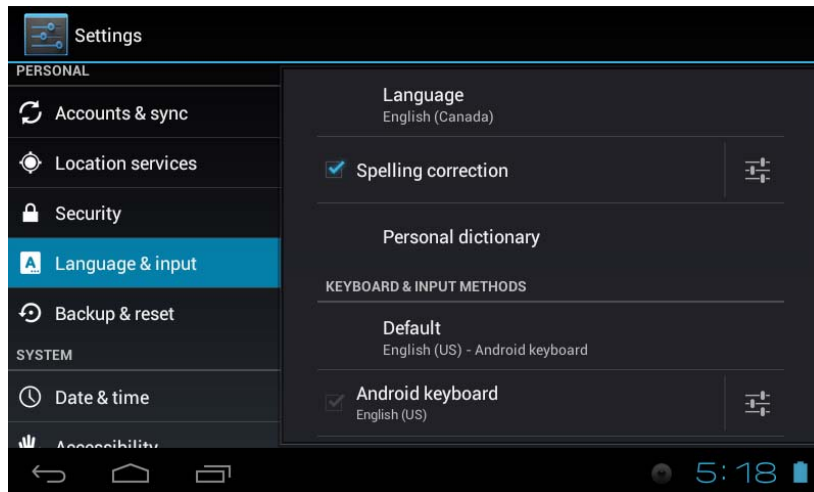 Settings
PERSONAL
Accounts & sync
Location services
Security
Language & input
Backup & reset
SYSTEM
Date & time
Accessibility
Language
English (Canada)
Spelling correction
Personal dictionary
KEYBOARD & INPUT METHODS
Default
English (US) - Android keyboard
Android keyboard
English (US)
5:18